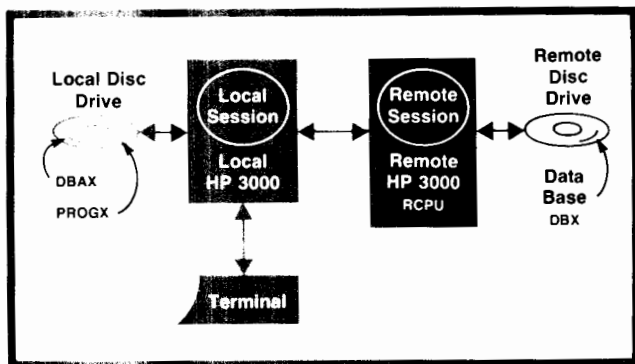 Local Disc
Drive
DBAX
PROGX
Local
Session
Local
HP 3000
Terminal
Remote
Session
Remote
HP 3000
RCPU
Remote
Disc
Drive
Data
Base
DBX